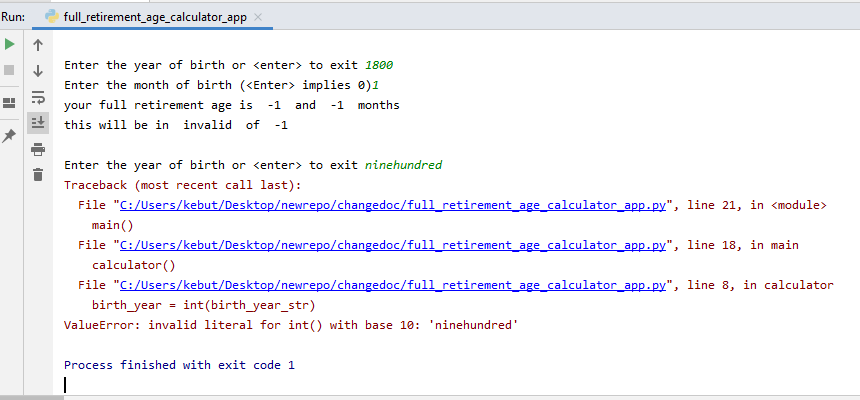 Run: full_retirement_age_calculator_app ×
Enter the year of birth or <enter> to exit 1800
Enter the month of birth (<Enter> implies 0)1
your full retirement age is  -1  and  -1  months
this will be in  invalid  of  -1
Enter the year of birth or <enter> to exit ninehundred
Traceback (most recent call last):
  File "C:/Users/kebut/Desktop/newrepo/changedoc/full_retirement_age_calculator_app.py", line 21, in <module>
    main()
  File "C:/Users/kebut/Desktop/newrepo/changedoc/full_retirement_age_calculator_app.py", line 18, in main
    calculator()
  File "C:/Users/kebut/Desktop/newrepo/changedoc/full_retirement_age_calculator_app.py", line 8, in calculator
    birth_year = int(birth_year_str)
ValueError: invalid literal for int() with base 10: 'ninehundred'
Process finished with exit code 1